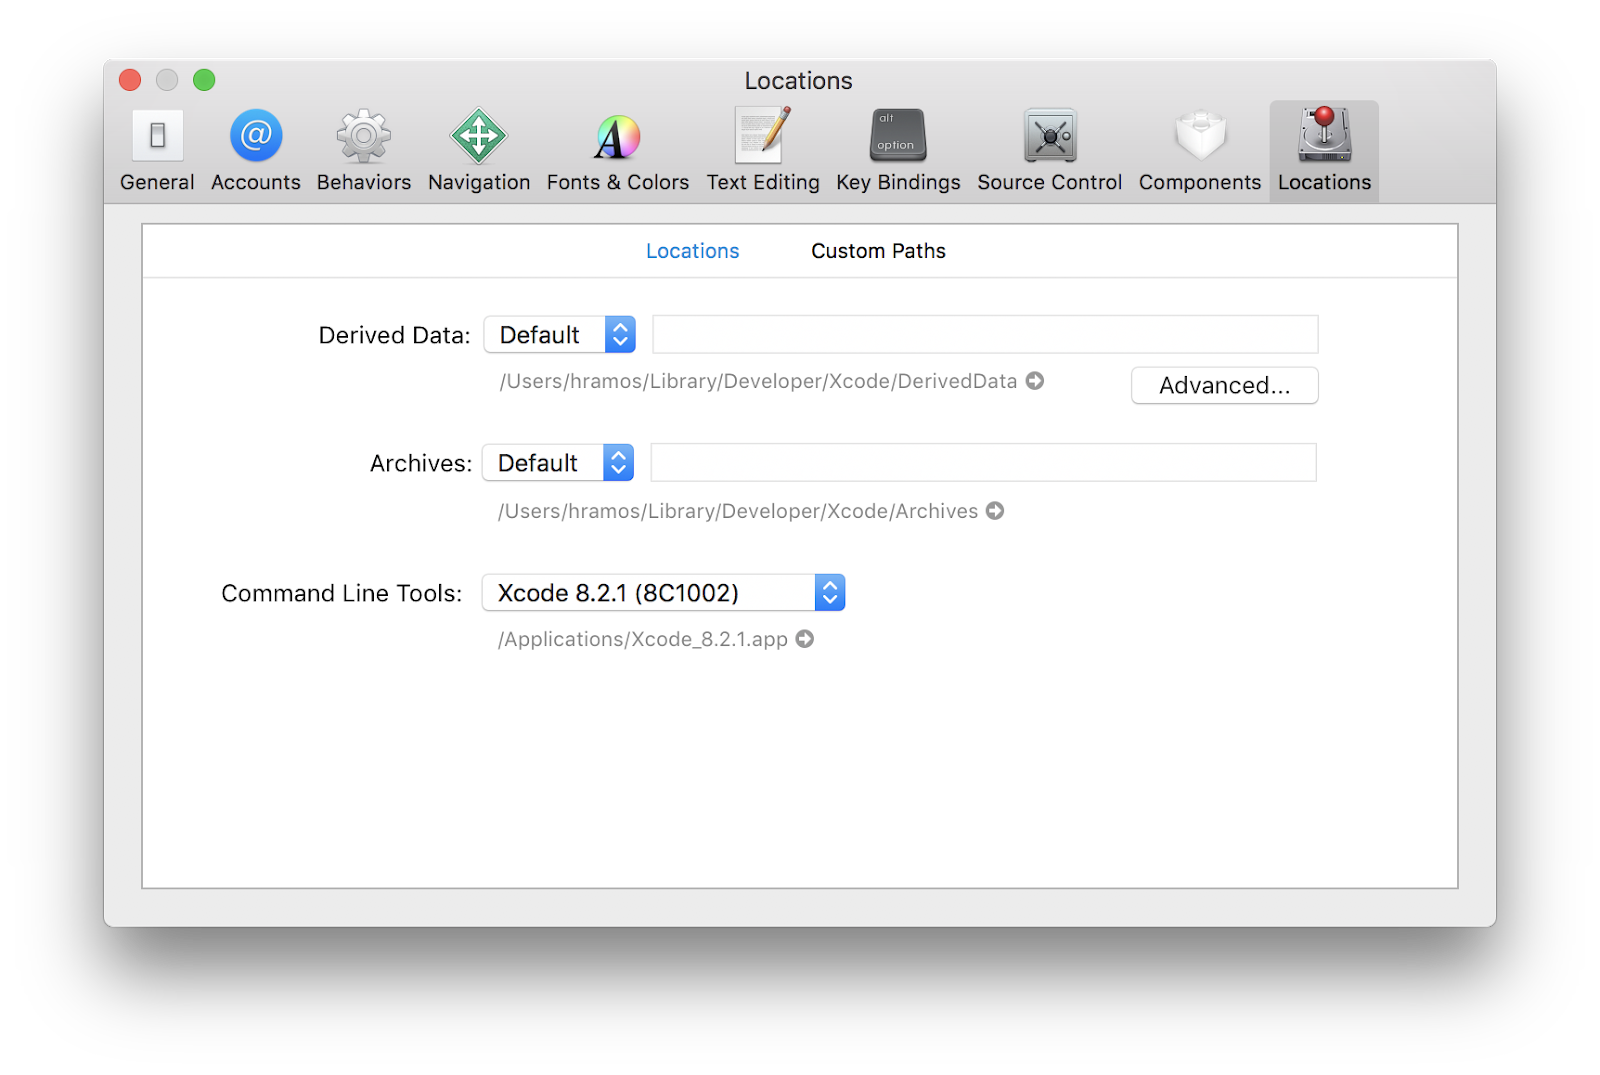 Locations
@
alt
option
General Accounts Behaviors Navigation Fonts & Colors Text Editing Key Bindings Source Control Components Locations
Locations Custom Paths
Derived Data: Default
/Users/hramos/Library/Developer/Xcode/DerivedData
Advanced...
Archives: Default
/Users/hramos/Library/Developer/Xcode/Archives
Command Line Tools: Xcode 8.2.1 (8C1002)
/Applications/Xcode_8.2.1.app